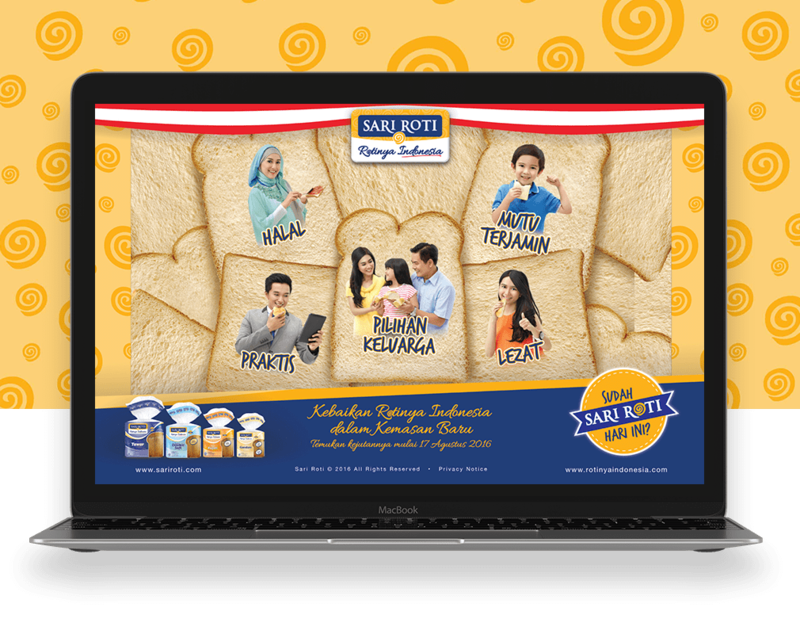 SARI ROTI
Rotinya Indonesia
HALAL
MUTU
TERJAMIN
PILIHAN
KELUARGA
PRAKTIS
LEZAT
Kebaikan Rotinya Indonesia
dalam Kemasan Baru
Temukan kejutannya mulai 17 Agustus 2016
SUDAH
SARI ROTI
HARI INI?
www.sariroti.com
Sari Roti © 2016 All Rights Reserved • Privacy Notice
www.rotinyaindonesia.com
MacBook